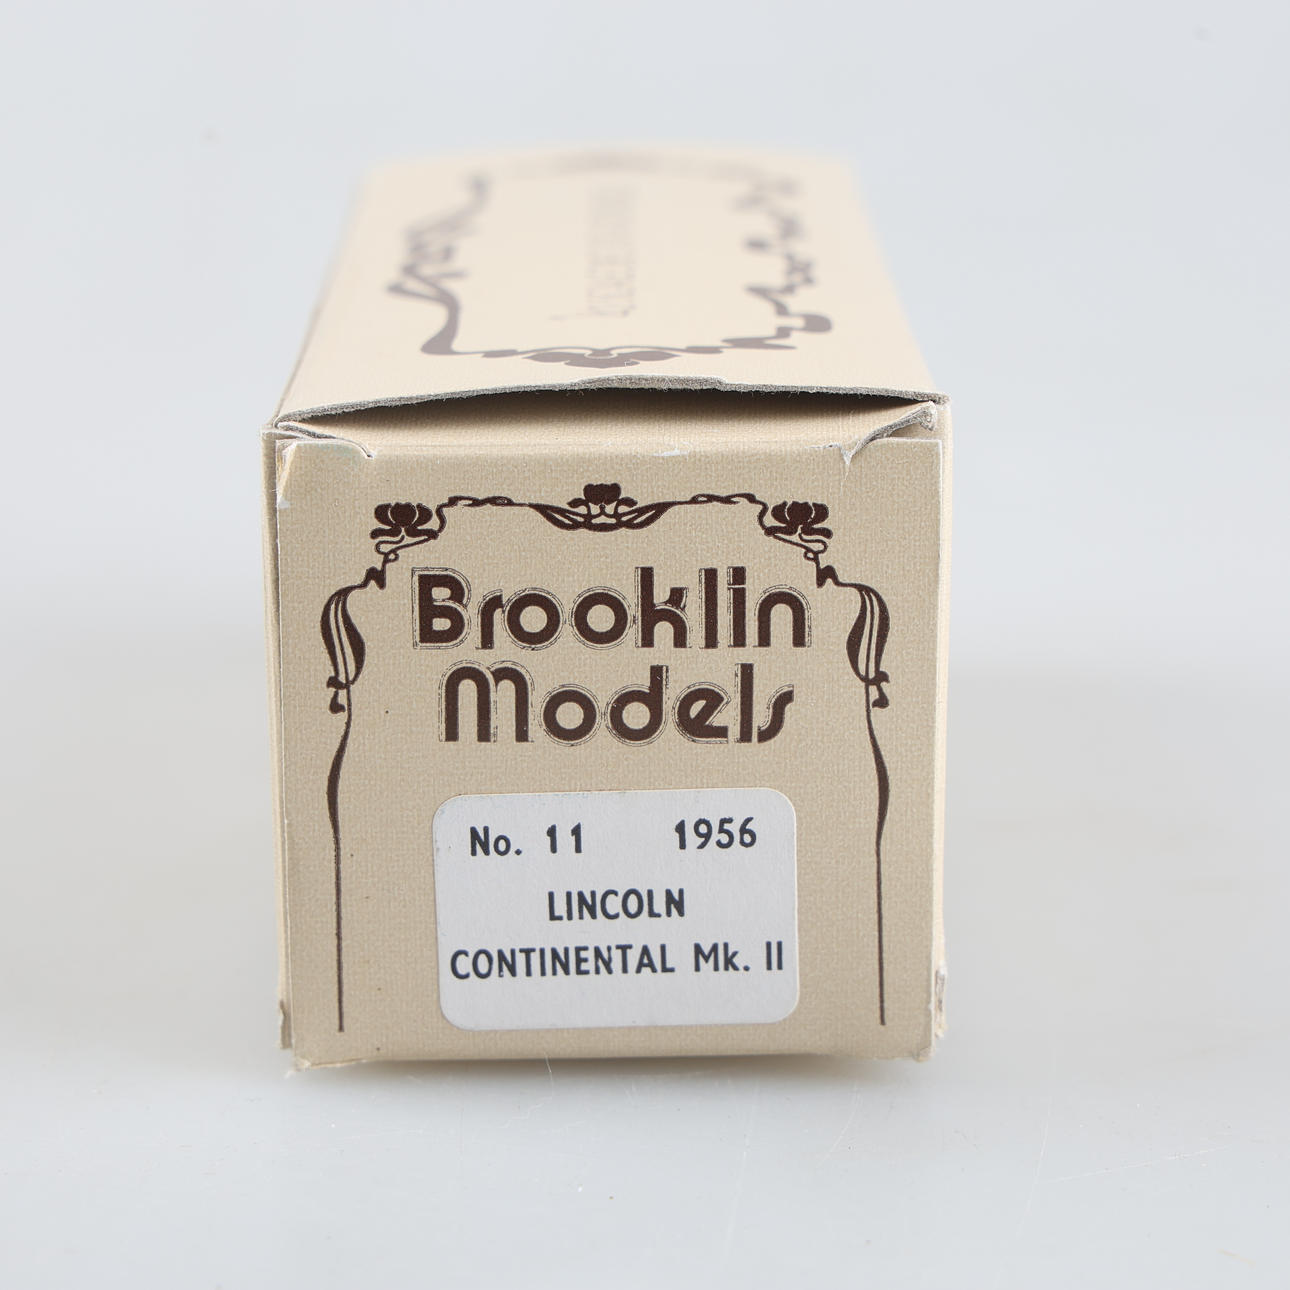 Brooklin
Models
No. 11 1956
LINCOLN
CONTINENTAL Mk. II